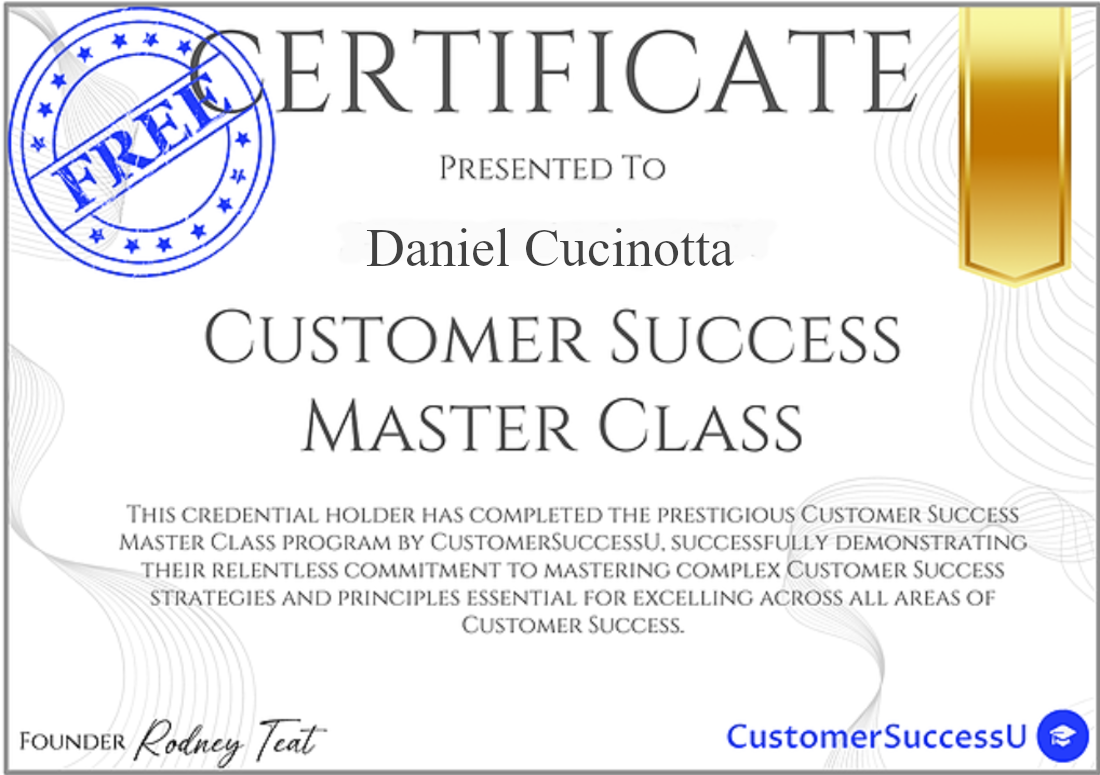 FREE
CERTIFICATE
PRESENTED TO
Daniel Cucinotta
CUSTOMER SUCCESS
MASTER CLASS
THIS CREDENTIAL HOLDER HAS COMPLETED THE PRESTIGIOUS CUSTOMER SUCCESS
MASTER CLASS PROGRAM BY CUSTOMERSUCCESSU, SUCCESSFULLY DEMONSTRATING
THEIR RELENTLESS COMMITMENT TO MASTERING COMPLEX CUSTOMER SUCCESS
STRATEGIES AND PRINCIPLES ESSENTIAL FOR EXCELLING ACROSS ALL AREAS OF
CUSTOMER SUCCESS.
FOUNDER Rodney Teat
CustomerSuccessU